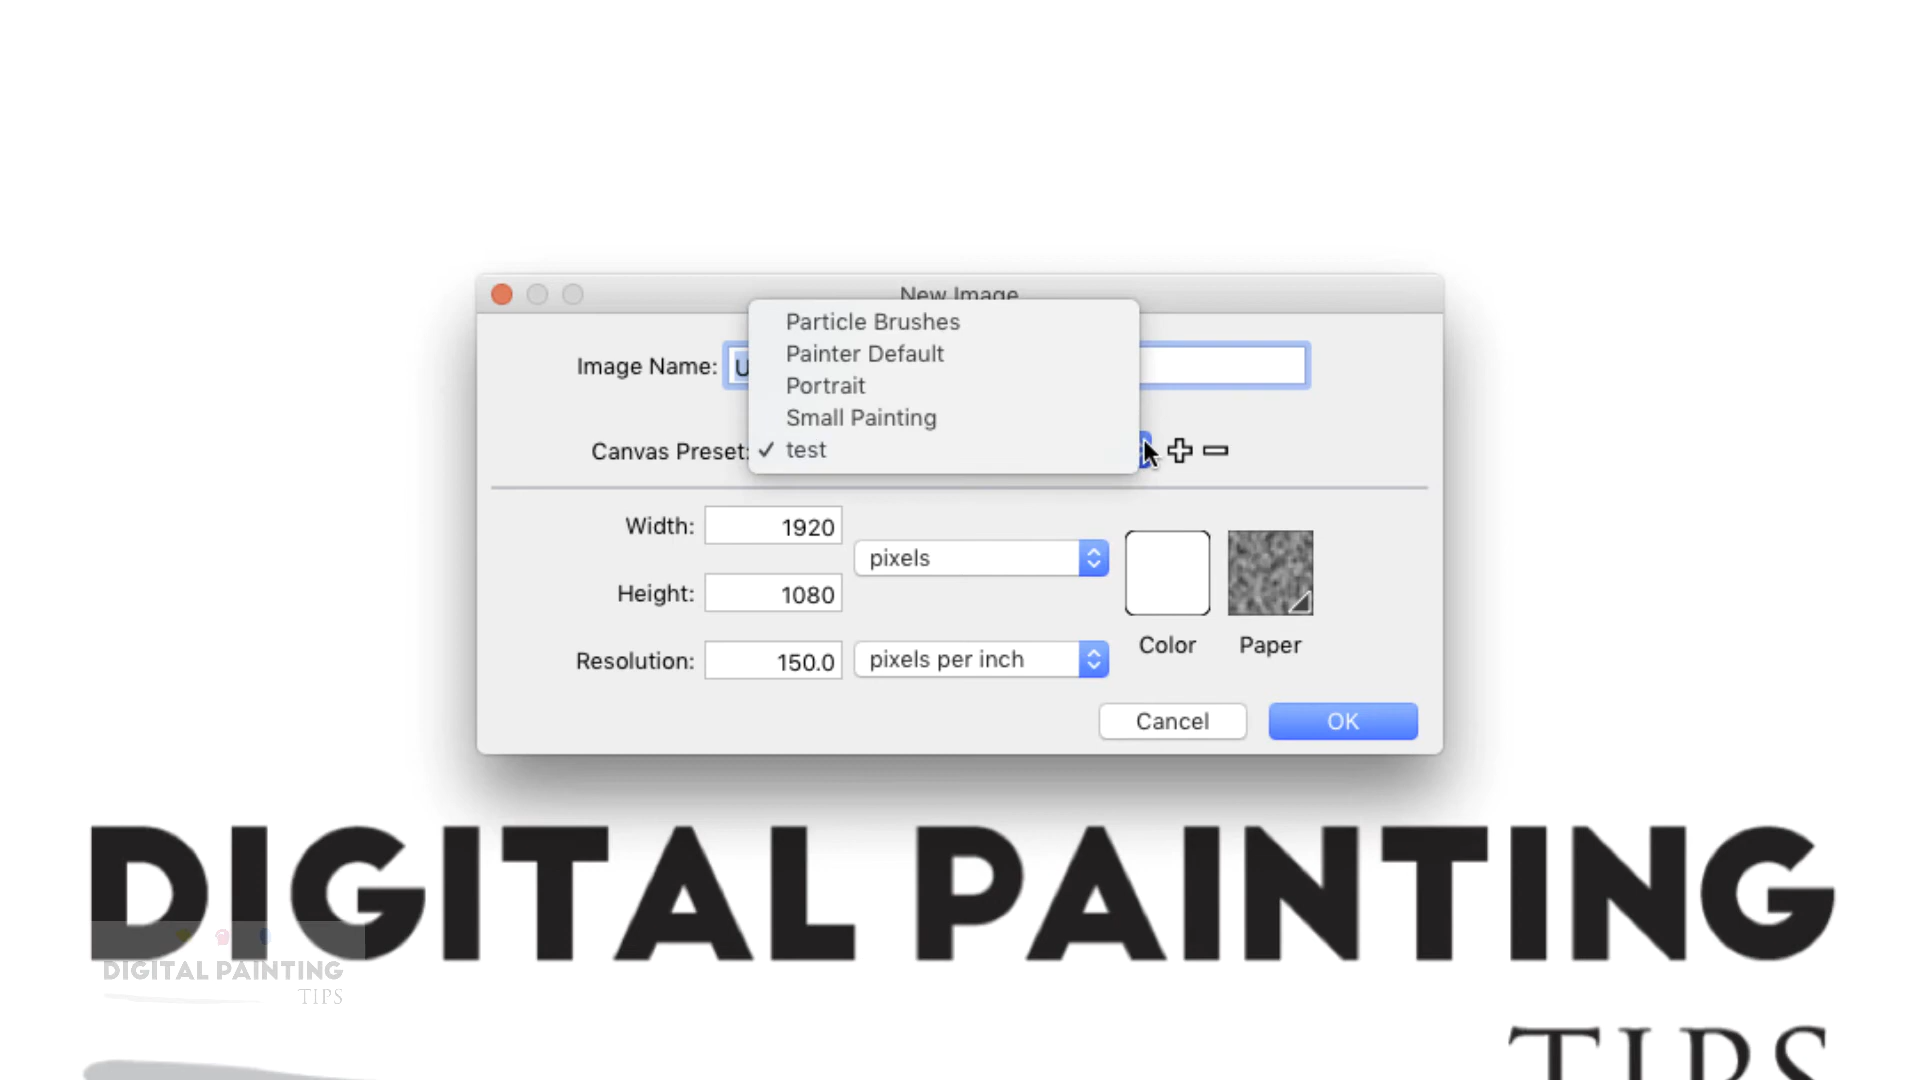 New Image
Particle Brushes
Painter Default
Portrait
Small Painting
✓ test
Image Name: U
Canvas Preset:
Width: 1920
pixels
Height: 1080
Resolution: 150.0 pixels per inch
Color Paper
Cancel OK
DIGITAL PAINTING
TIPS
DIGITAL PAINTING
TIPS